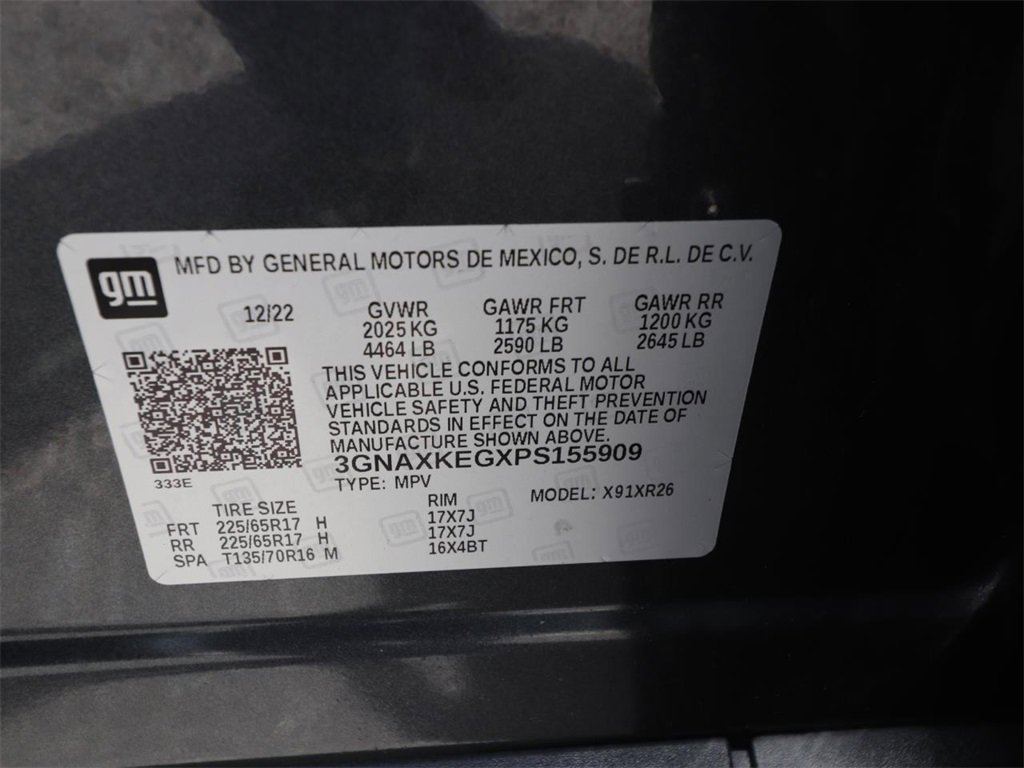 gm
MFD BY GENERAL MOTORS DE MEXICO, S. DE R.L. DE C.V.
12/22 GVWR GAWR FRT GAWR RR
2025 KG 1175 KG 1200 KG
4464 LB 2590 LB 2645 LB
THIS VEHICLE CONFORMS TO ALL
APPLICABLE U.S. FEDERAL MOTOR
VEHICLE SAFETY AND THEFT PREVENTION
STANDARDS IN EFFECT ON THE DATE OF
MANUFACTURE SHOWN ABOVE.
3GNAXKEGXPS155909
333E
TYPE: MPV
MODEL: X91XR26
TIRE SIZE RIM
FRT 225/65R17 H 17X7J
RR 225/65R17 H 17X7J
SPA T135/70R16 M 16X4BT